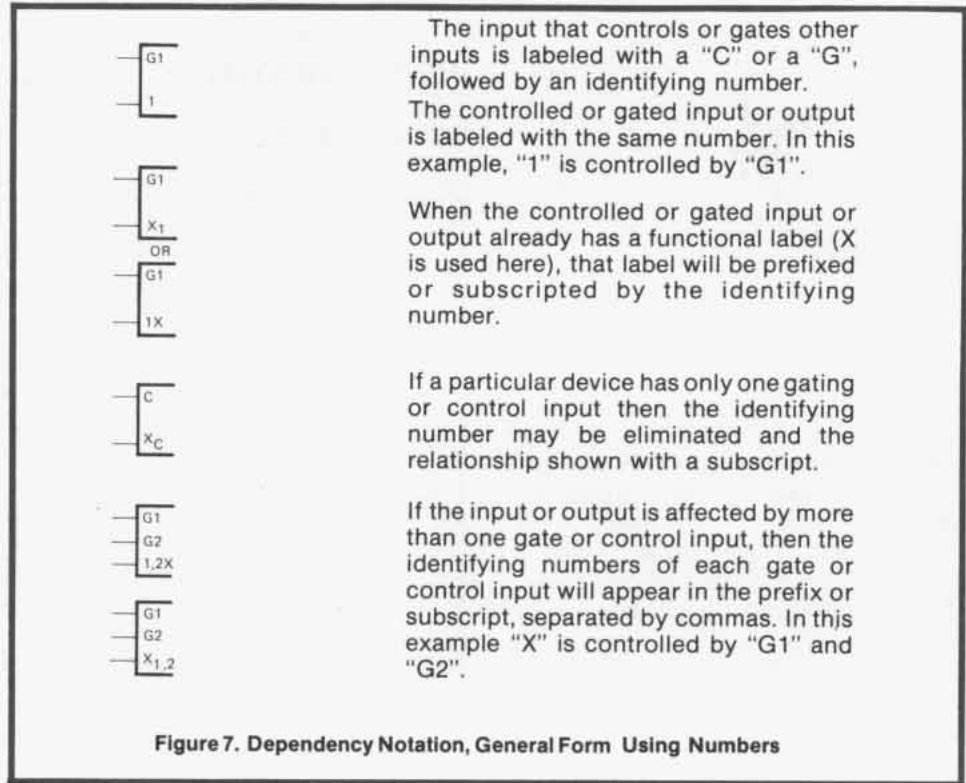 G1
1
The input that controls or gates other
inputs is labeled with a “C” or a “G”,
followed by an identifying number.
The controlled or gated input or output
is labeled with the same number. In this
example, “1” is controlled by “G1”.
G1
X1
OR
G1
1X
When the controlled or gated input or
output already has a functional label (X
is used here), that label will be prefixed
or subscripted by the identifying
number.
C
XC
If a particular device has only one gating
or control input then the identifying
number may be eliminated and the
relationship shown with a subscript.
G1
G2
1,2X
G1
G2
X1,2
If the input or output is affected by more
than one gate or control input, then the
identifying numbers of each gate or
control input will appear in the prefix or
subscript, separated by commas. In this
example “X” is controlled by “G1” and
“G2”.
Figure 7. Dependency Notation, General Form Using Numbers